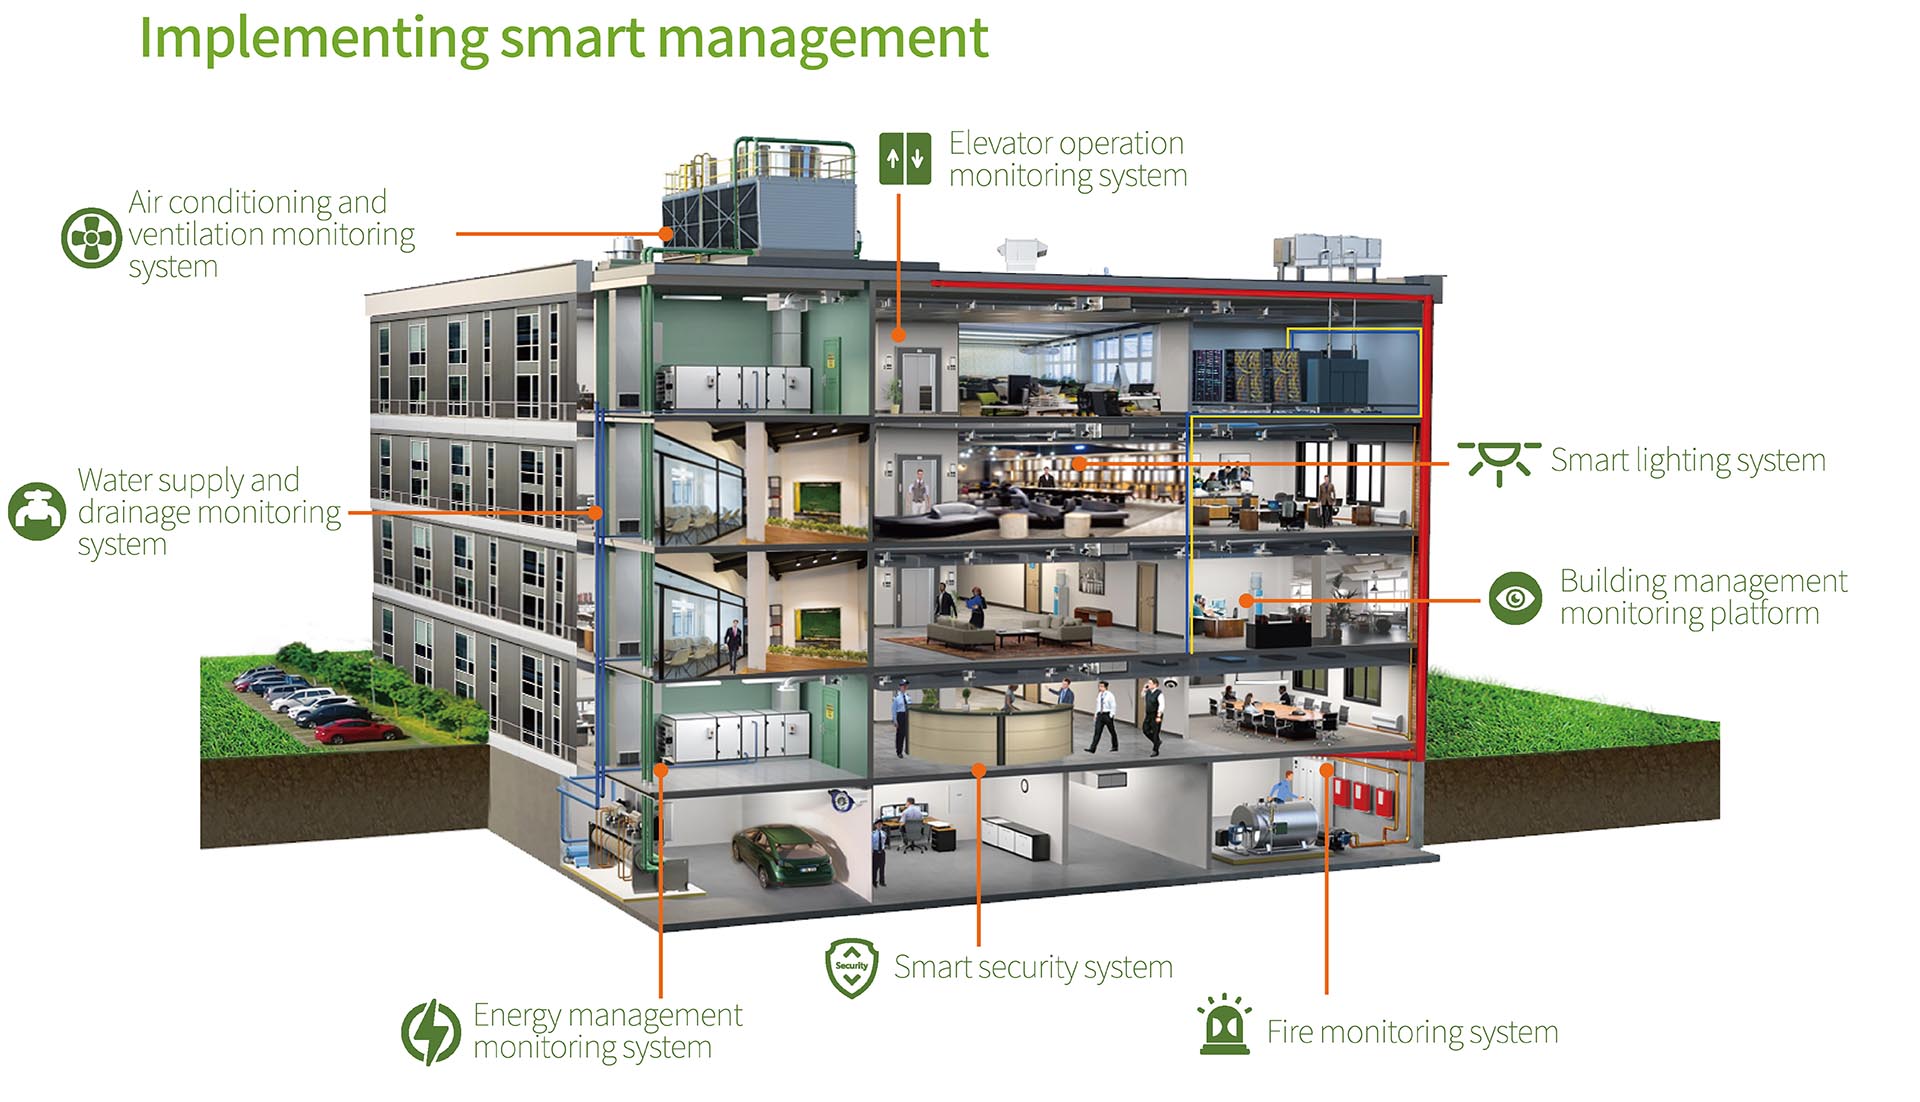 Implementing smart management
Elevator operation
monitoring system
Air conditioning and
ventilation monitoring
system
Smart lighting system
Water supply and
drainage monitoring
system
Building management
monitoring platform
Security
Smart security system
Energy management
monitoring system
Fire monitoring system